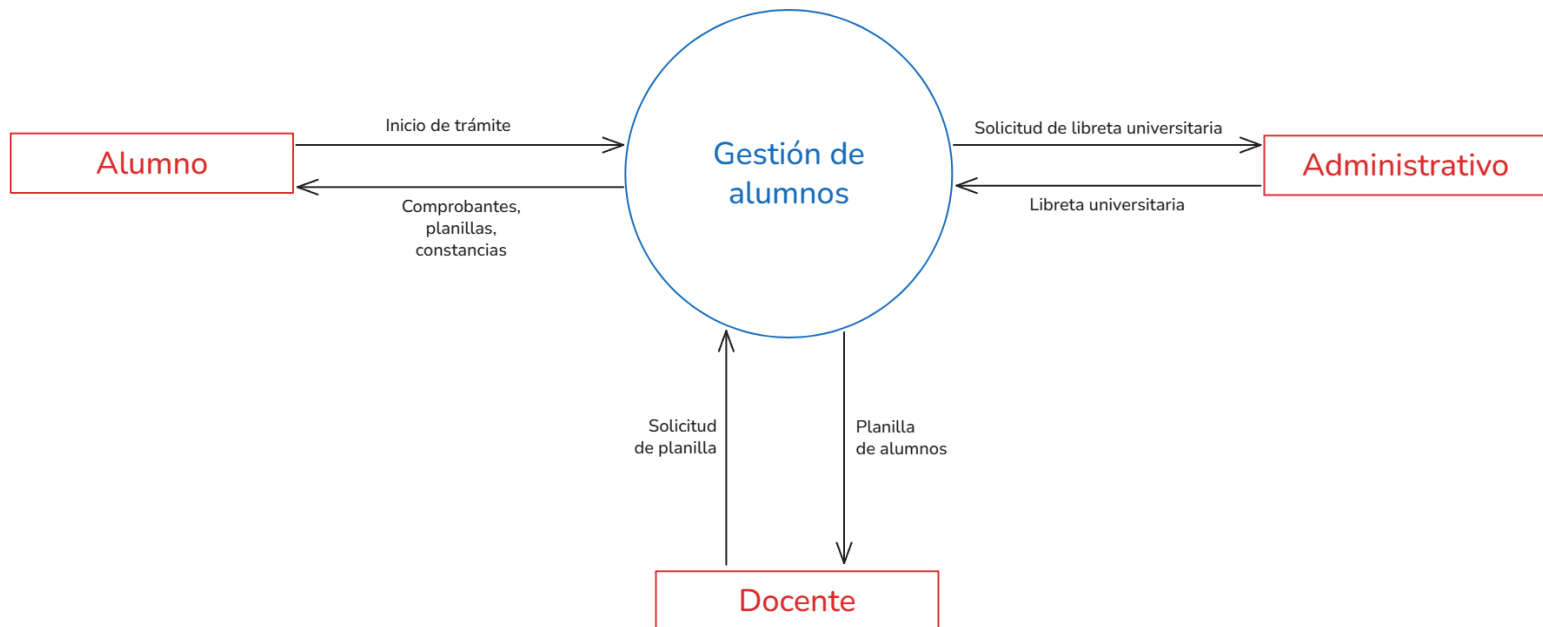 Inicio de trámite
Solicitud de libreta universitaria
Alumno
Gestión de
alumnos
Administrativo
Comprobantes,
planillas,
constancias
Libreta universitaria
Solicitud
de planilla
Planilla
de alumnos
Docente